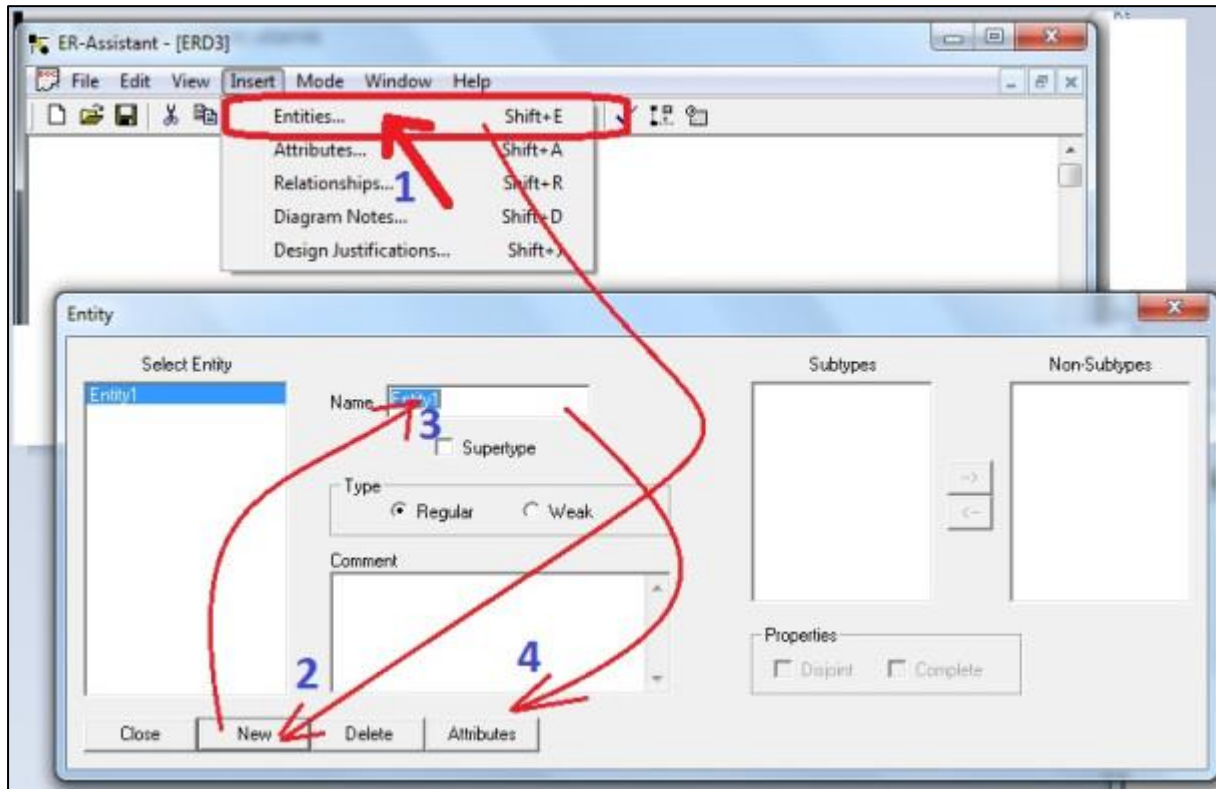 ER-Assistant - [ERD3]
File Edit View Insert Mode Window Help
Entities... Shift+E
Attributes... Shift+A
Relationships... Shift+R
1
Diagram Notes... Shift+D
Design Justifications...
Entity
Select Entity Subtypes Non-Subtypes
Entity1
Name Entity1
3
Supertype
Type
Regular Weak
-> 
<-
Comment
Properties
2 4
Disjoint Complete
Close New Delete Attributes